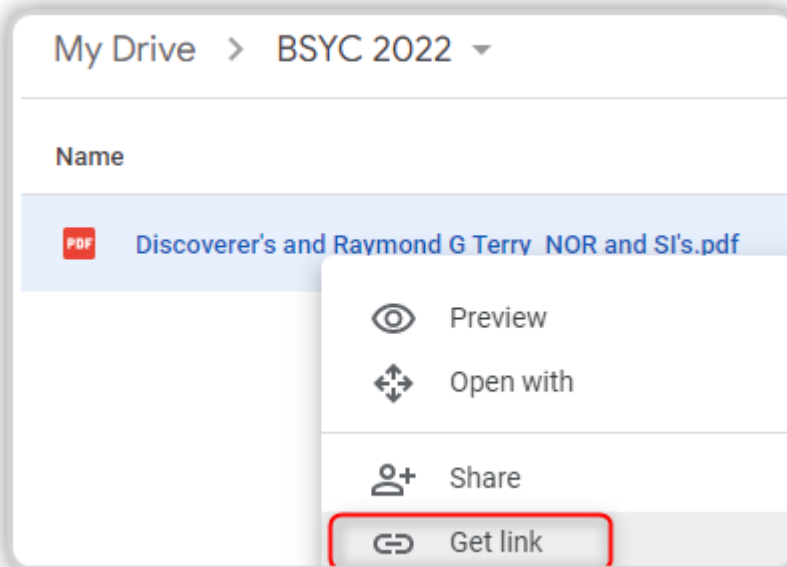 My Drive > BSYC 2022
Name
PDF Discoverer's and Raymond G Terry NOR and SI's.pdf
Preview
Open with
Share
Get link